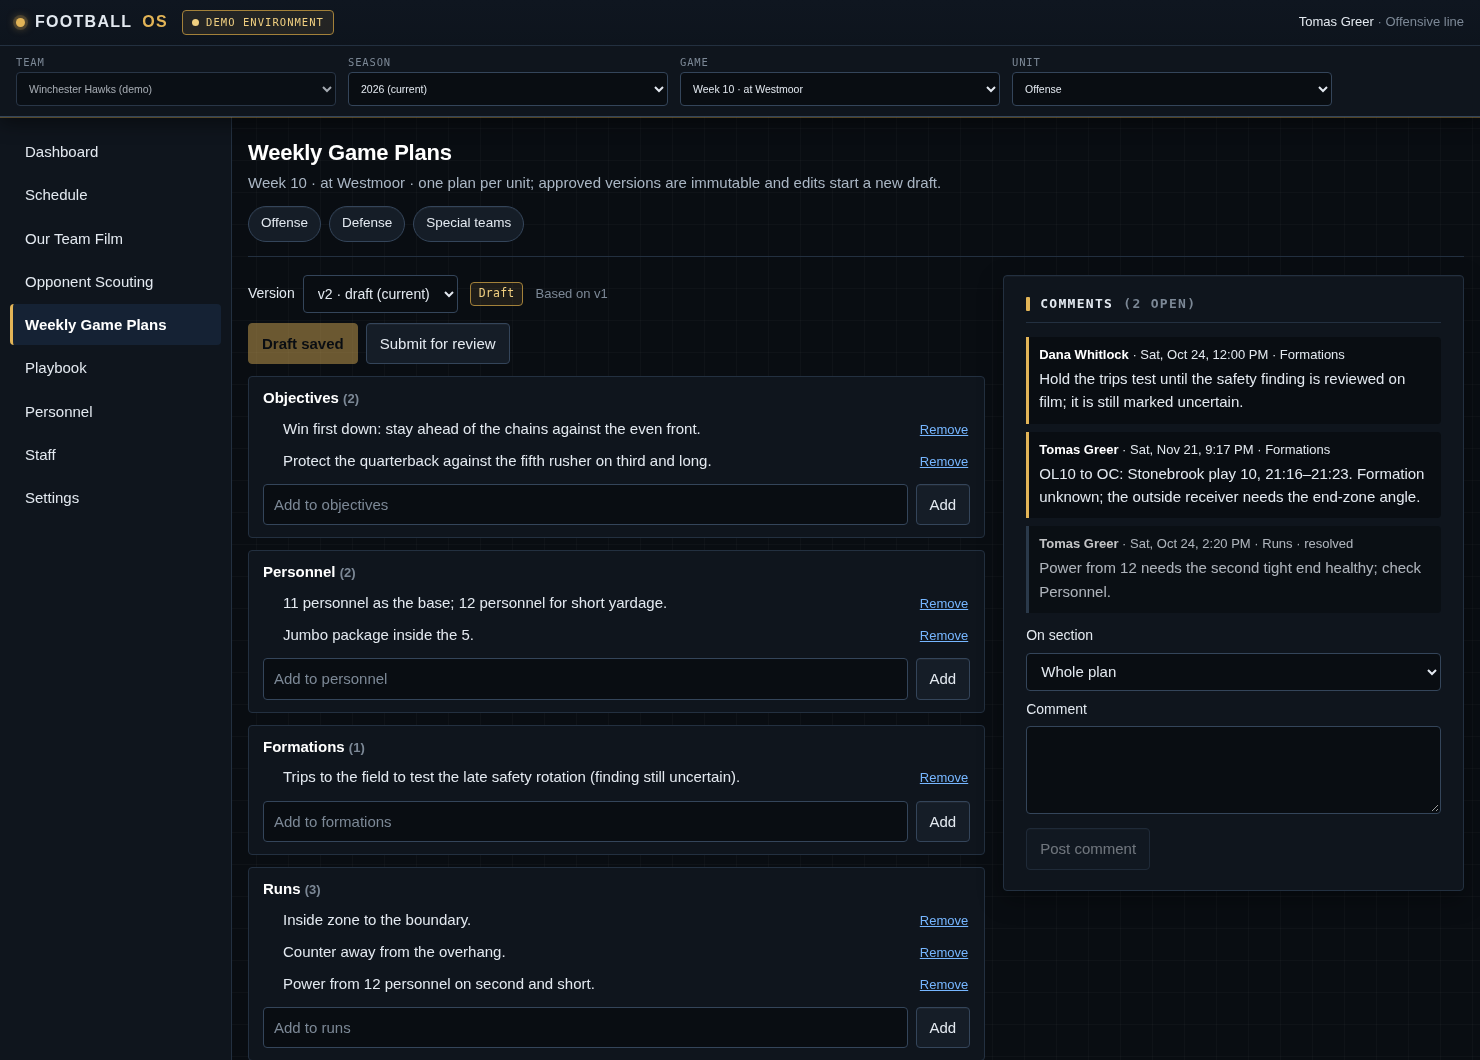 FOOTBALL OS
DEMO ENVIRONMENT
Tomas Greer · Offensive line
TEAM
Winchester Hawks (demo)
SEASON
2026 (current)
GAME
Week 10 · at Westmoor
UNIT
Offense
Dashboard
Schedule
Our Team Film
Opponent Scouting
Weekly Game Plans
Playbook
Personnel
Staff
Settings
Weekly Game Plans
Week 10 · at Westmoor · one plan per unit; approved versions are immutable and edits start a new draft.
Offense
Defense
Special teams
Version
v2 · draft (current)
Draft
Based on v1
Draft saved
Submit for review
Objectives (2)
Win first down: stay ahead of the chains against the even front.
Remove
Protect the quarterback against the fifth rusher on third and long.
Remove
Add to objectives
Add
Personnel (2)
11 personnel as the base; 12 personnel for short yardage.
Remove
Jumbo package inside the 5.
Remove
Add to personnel
Add
Formations (1)
Trips to the field to test the late safety rotation (finding still uncertain).
Remove
Add to formations
Add
Runs (3)
Inside zone to the boundary.
Remove
Counter away from the overhang.
Remove
Power from 12 personnel on second and short.
Remove
Add to runs
Add
COMMENTS (2 OPEN)
Dana Whitlock · Sat, Oct 24, 12:00 PM · Formations
Hold the trips test until the safety finding is reviewed on
film; it is still marked uncertain.
Tomas Greer · Sat, Nov 21, 9:17 PM · Formations
OL10 to OC: Stonebrook play 10, 21:16–21:23. Formation
unknown; the outside receiver needs the end-zone angle.
Tomas Greer · Sat, Oct 24, 2:20 PM · Runs · resolved
Power from 12 needs the second tight end healthy; check
Personnel.
On section
Whole plan
Comment
Post comment